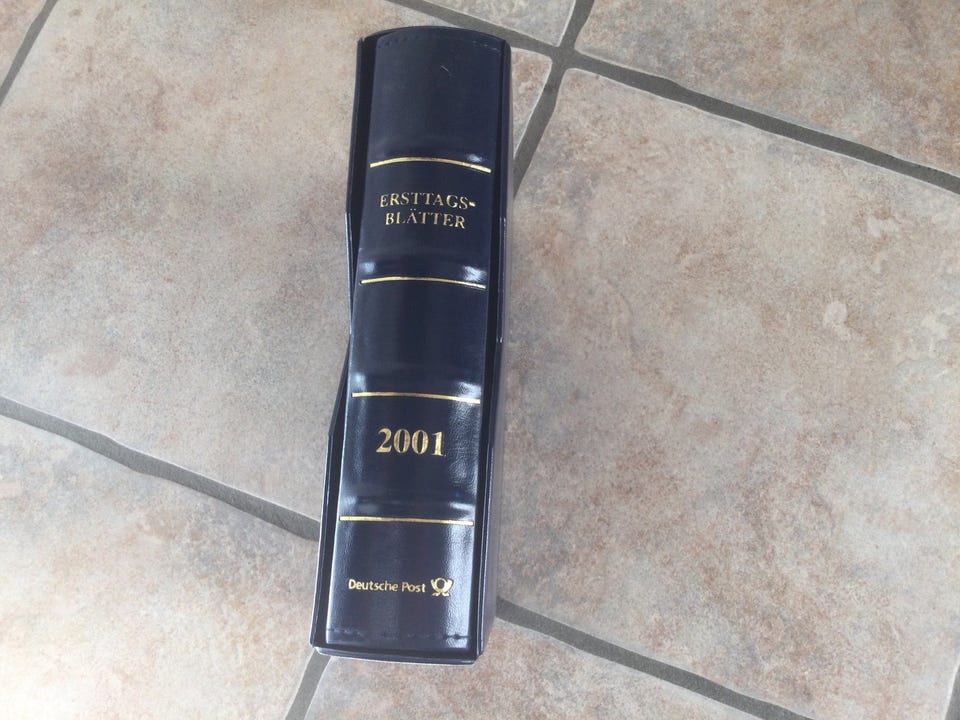 ERSTTAGS-
BLÄTTER
2001
Deutsche Post